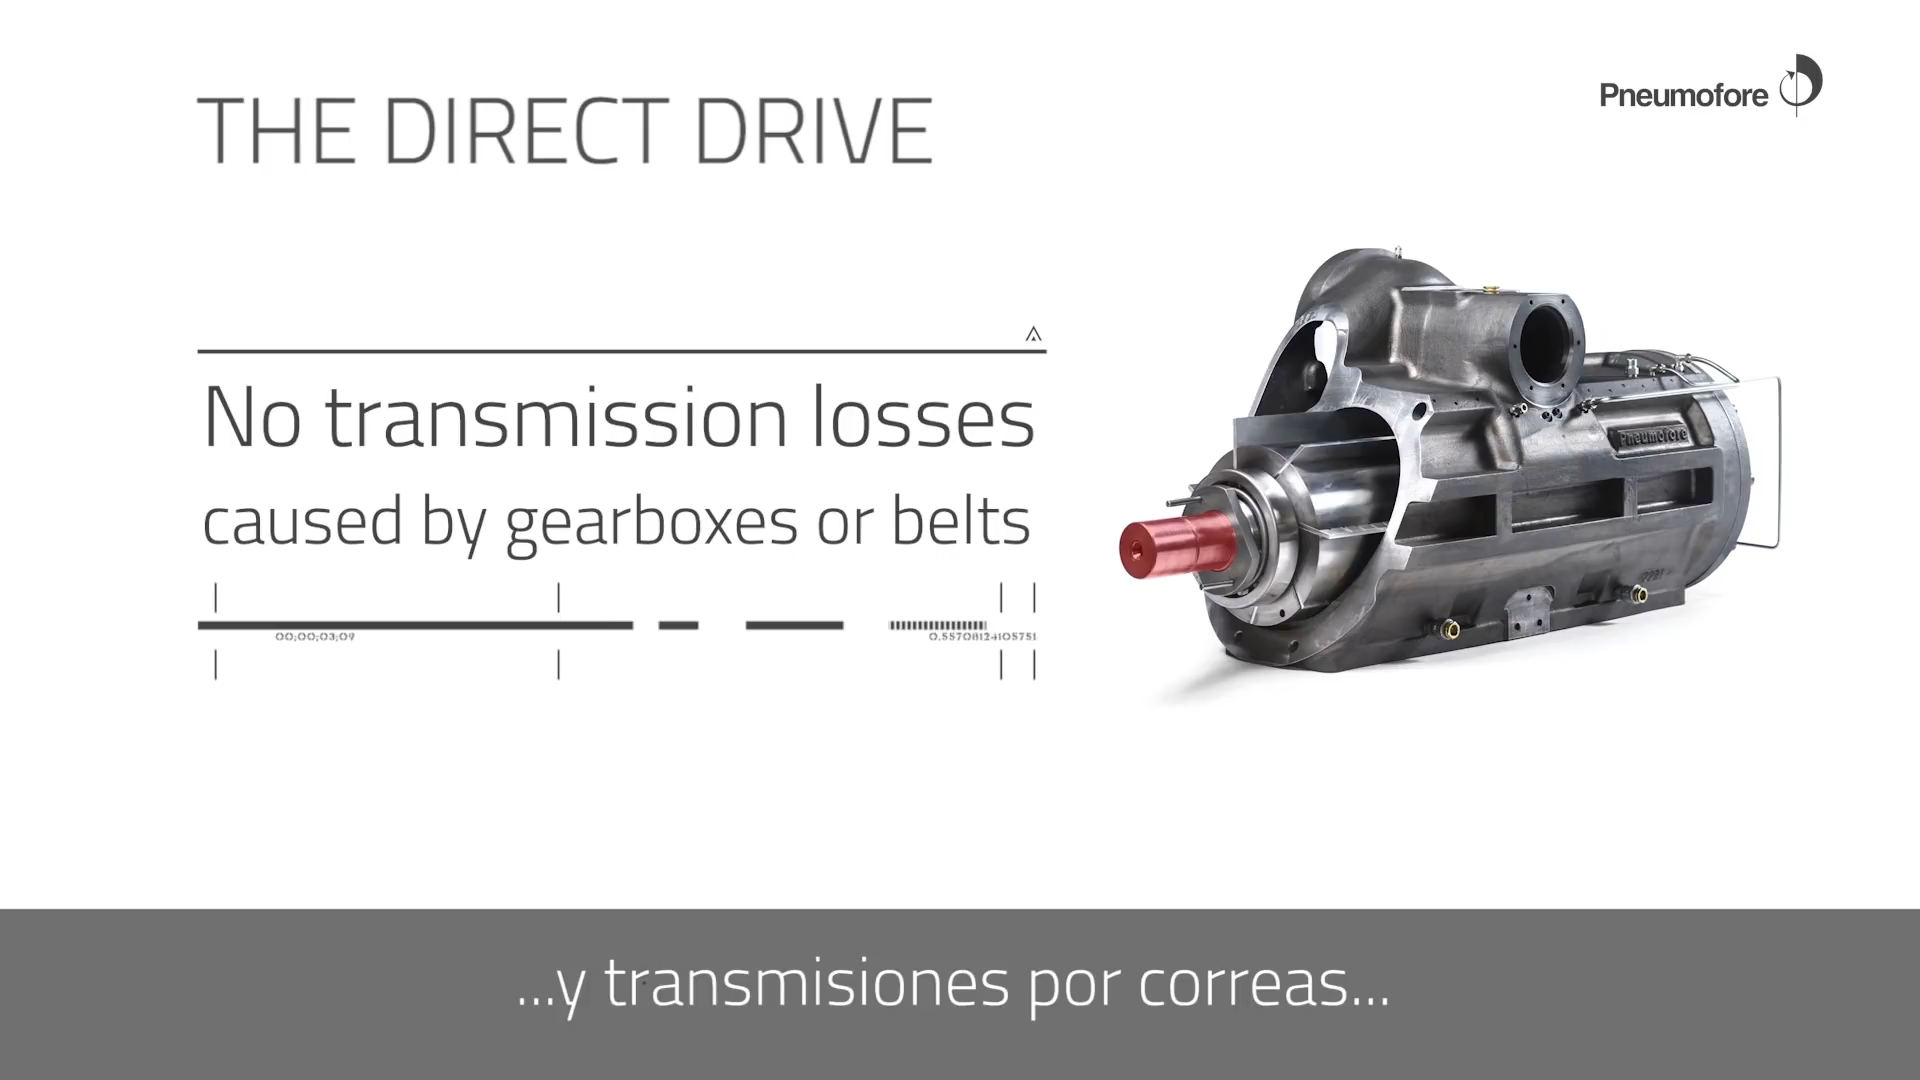 THE DIRECT DRIVE
Pneumofore
No transmission losses
caused by gearboxes or belts
Pneumofore
00;00;03;09
0.55708124105751
...y transmisiones por correas...